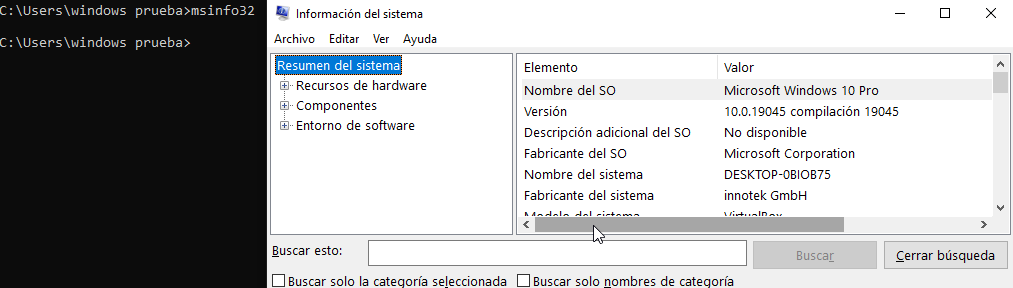 C:\Users\windows prueba>msinfo32
C:\Users\windows prueba>
Información del sistema
Archivo Editar Ver Ayuda
Resumen del sistema
Recursos de hardware
Componentes
Entorno de software
Elemento Valor
Nombre del SO Microsoft Windows 10 Pro
Versión 10.0.19045 compilación 19045
Descripción adicional del SO No disponible
Fabricante del SO Microsoft Corporation
Nombre del sistema DESKTOP-0BIOB75
Fabricante del sistema innotek GmbH
Modelo del sistema VirtualBox
Buscar esto: Buscar Cerrar búsqueda
Buscar solo la categoría seleccionada Buscar solo nombres de categoría